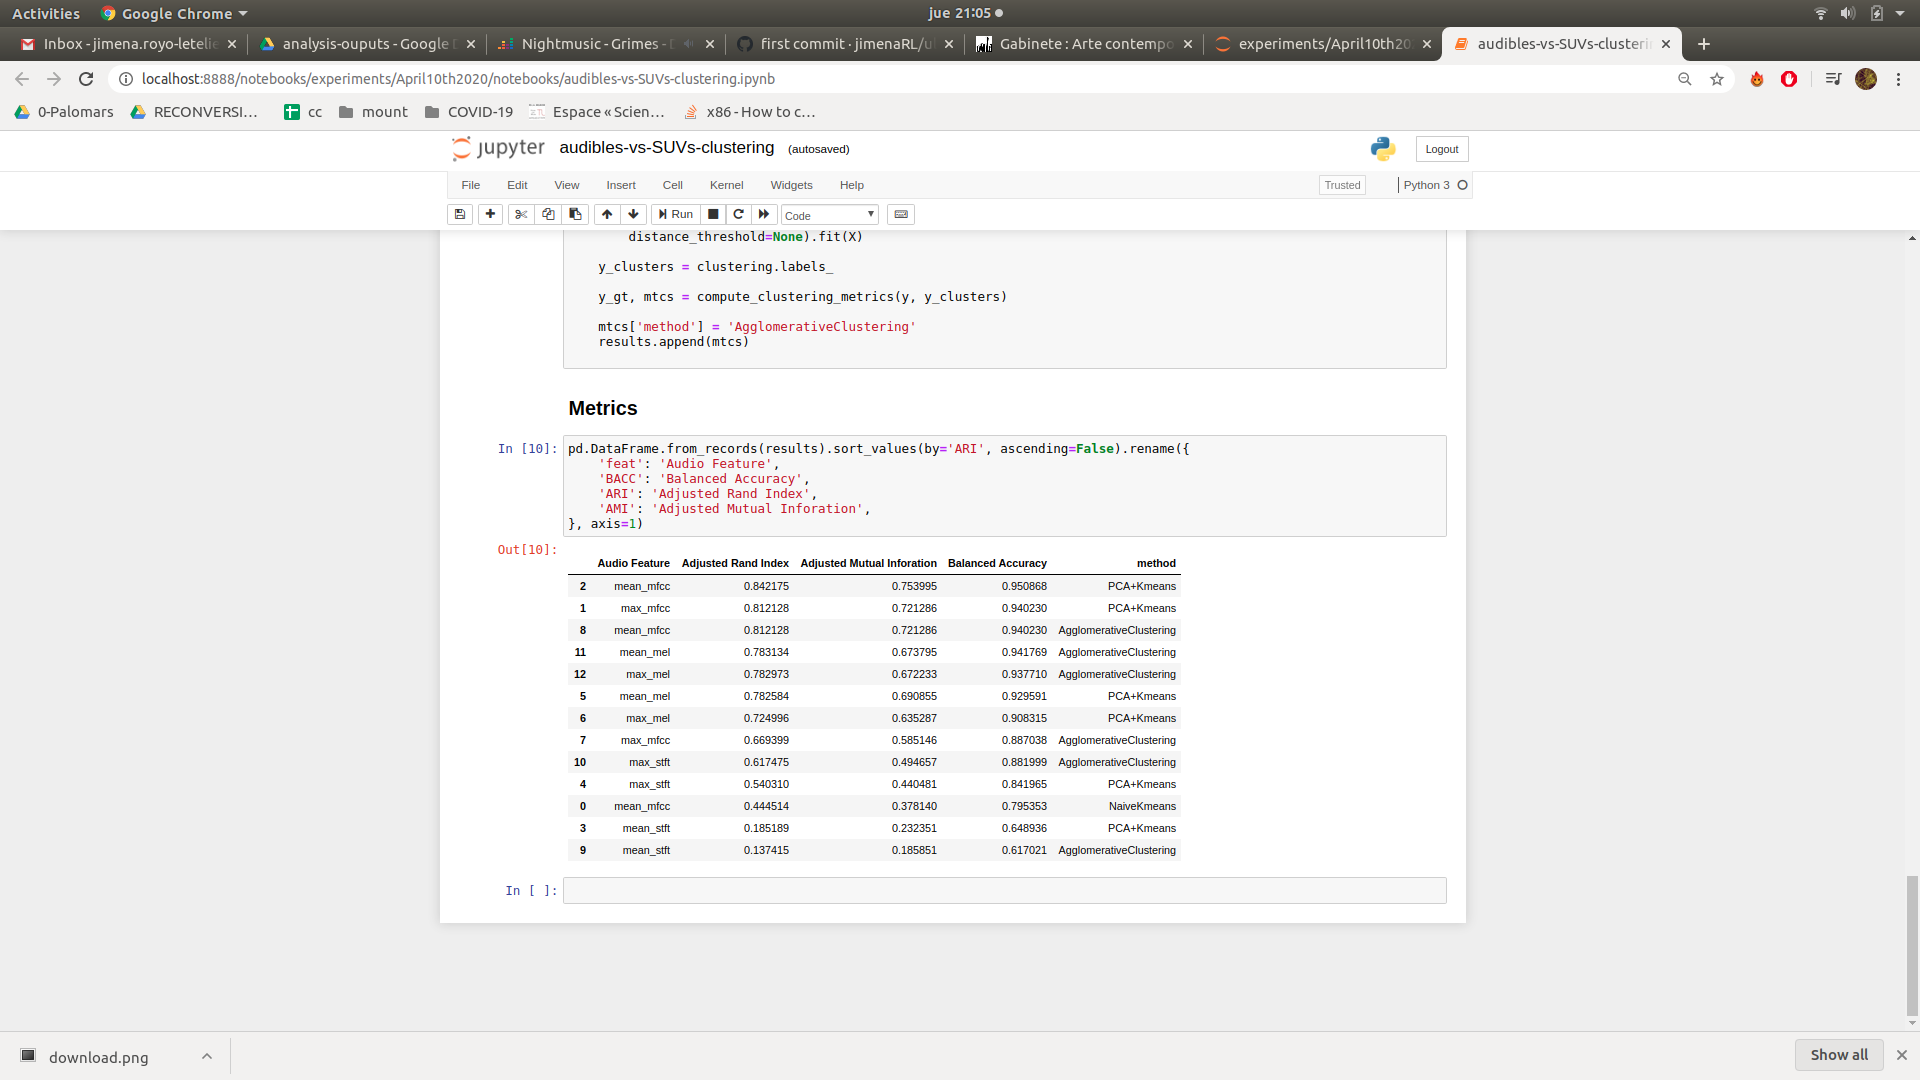 Activities Google Chrome jue 21:05
Inbox - jimena.royo-letelie analysis-ouputs - Google D Nightmusic - Grimes - D first commit · jimenaRL/u Gabinete : Arte contempo experiments/April10th20 audibles-vs-SUVs-clusteri
localhost:8888/notebooks/experiments/April10th2020/notebooks/audibles-vs-SUVs-clustering.ipynb
0-Palomars RECONVERSI... cc mount COVID-19 Espace « Scien... x86 - How to c...
jupyter audibles-vs-SUVs-clustering (autosaved) Logout
File Edit View Insert Cell Kernel Widgets Help Trusted Python 3
Run Code
distance_threshold=None).fit(X)
y_clusters = clustering.labels_
y_gt, mtcs = compute_clustering_metrics(y, y_clusters)
mtcs['method'] = 'AgglomerativeClustering'
results.append(mtcs)
Metrics
In [10]: pd.DataFrame.from_records(results).sort_values(by='ARI', ascending=False).rename({
'feat': 'Audio Feature',
'BACC': 'Balanced Accuracy',
'ARI': 'Adjusted Rand Index',
'AMI': 'Adjusted Mutual Inforation',
}, axis=1)
Out[10]:
Audio Feature Adjusted Rand Index Adjusted Mutual Inforation Balanced Accuracy method
2 mean_mfcc 0.842175 0.753995 0.950868 PCA+Kmeans
1 max_mfcc 0.812128 0.721286 0.940230 PCA+Kmeans
8 mean_mfcc 0.812128 0.721286 0.940230 AgglomerativeClustering
11 mean_mel 0.783134 0.673795 0.941769 AgglomerativeClustering
12 max_mel 0.782973 0.672233 0.937710 AgglomerativeClustering
5 mean_mel 0.782584 0.690855 0.929591 PCA+Kmeans
6 max_mel 0.724996 0.635287 0.908315 PCA+Kmeans
7 max_mfcc 0.669399 0.585146 0.887038 AgglomerativeClustering
10 max_stft 0.617475 0.494657 0.881999 AgglomerativeClustering
4 max_stft 0.540310 0.440481 0.841965 PCA+Kmeans
0 mean_mfcc 0.444514 0.378140 0.795353 NaiveKmeans
3 mean_stft 0.185189 0.232351 0.648936 PCA+Kmeans
9 mean_stft 0.137415 0.185851 0.617021 AgglomerativeClustering
In [ ]:
download.png Show all